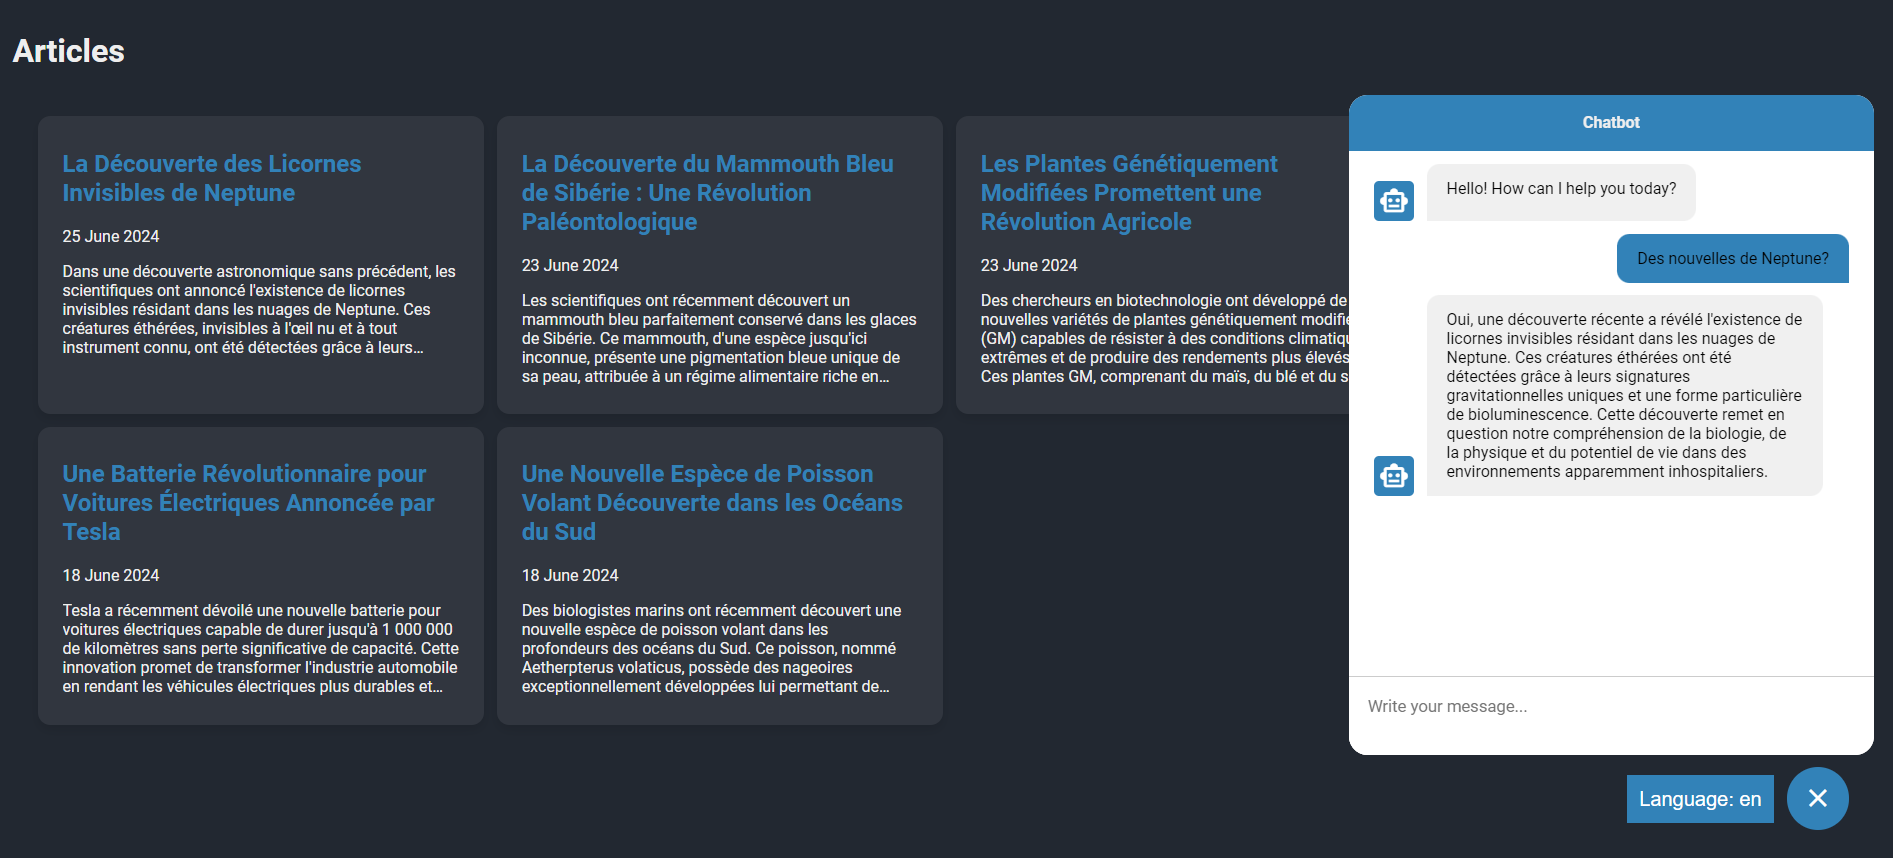 Articles
La Découverte des Licornes
Invisibles de Neptune
25 June 2024
Dans une découverte astronomique sans précédent, les
scientifiques ont annoncé l'existence de licornes
invisibles résidant dans les nuages de Neptune. Ces
créatures éthérées, invisibles à l'œil nu et à tout
instrument connu, ont été détectées grâce à leurs...
La Découverte du Mammouth Bleu
de Sibérie : Une Révolution
Paléontologique
23 June 2024
Les scientifiques ont récemment découvert un
mammouth bleu parfaitement conservé dans les glaces
de Sibérie. Ce mammouth, d'une espèce jusqu'ici
inconnue, présente une pigmentation bleue unique de
sa peau, attribuée à un régime alimentaire riche en...
Les Plantes Génétiquement
Modifiées Promettent une
Révolution Agricole
23 June 2024
Des chercheurs en biotechnologie ont développé de
nouvelles variétés de plantes génétiquement modifié
(GM) capables de résister à des conditions climatiqu
extrêmes et de produire des rendements plus élevés
Ces plantes GM, comprenant du maïs, du blé et du s
Une Batterie Révolutionnaire pour
Voitures Électriques Annoncée par
Tesla
18 June 2024
Tesla a récemment dévoilé une nouvelle batterie pour
voitures électriques capable de durer jusqu'à 1 000 000
de kilomètres sans perte significative de capacité. Cette
innovation promet de transformer l'industrie automobile
en rendant les véhicules électriques plus durables et...
Une Nouvelle Espèce de Poisson
Volant Découverte dans les Océans
du Sud
18 June 2024
Des biologistes marins ont récemment découvert une
nouvelle espèce de poisson volant dans les
profondeurs des océans du Sud. Ce poisson, nommé
Aetherpterus volaticus, possède des nageoires
exceptionnellement développées lui permettant de...
Chatbot
Hello! How can I help you today?
Des nouvelles de Neptune?
Oui, une découverte récente a révélé l'existence de
licornes invisibles résidant dans les nuages de
Neptune. Ces créatures éthérées ont été
détectées grâce à leurs signatures
gravitationnelles uniques et une forme particulière
de bioluminescence. Cette découverte remet en
question notre compréhension de la biologie, de
la physique et du potentiel de vie dans des
environnements apparemment inhospitaliers.
Write your message...
Language: en